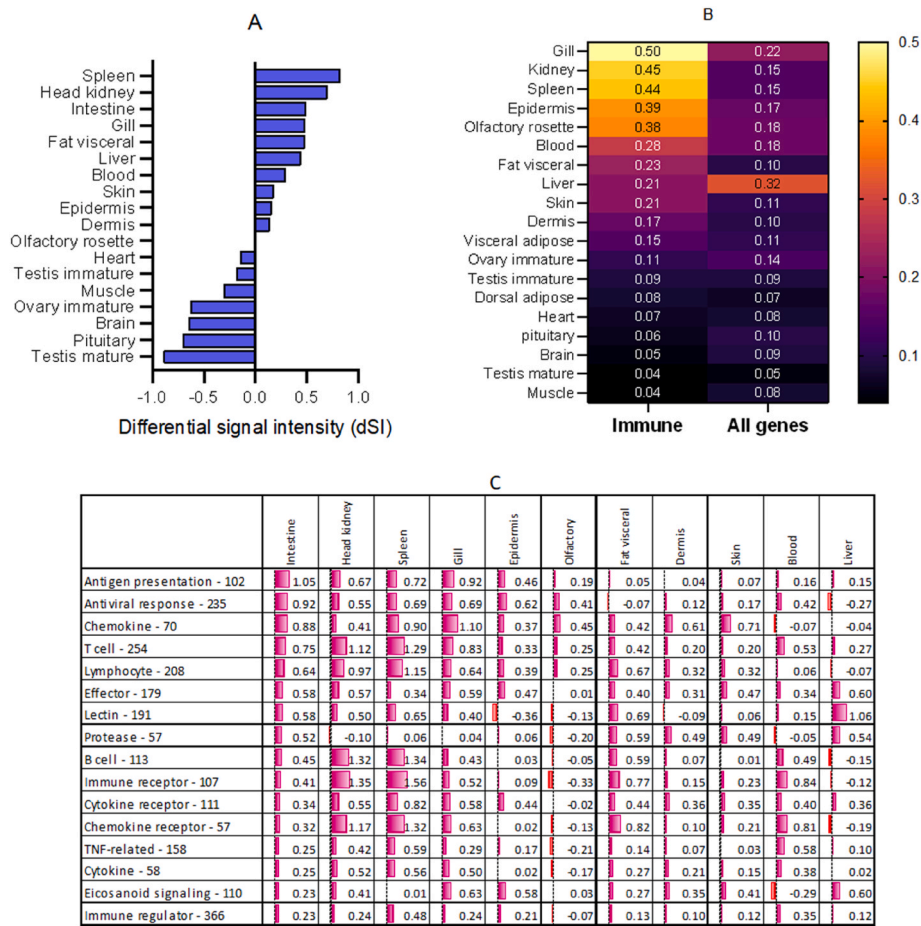 A
Spleen
Head kidney
Intestine
Gill
Fat visceral
Liver
Blood
Skin
Epidermis
Dermis
Olfactory rosette
Heart
Testis immature
Muscle
Ovary immature
Brain
Pituitary
Testis mature
-1.0 -0.5 0.0 0.5 1.0
Differential signal intensity (dSI)
B
Gill 0.50 0.22
Kidney 0.45 0.15
Spleen 0.44 0.15
Epidermis 0.39 0.17
Olfactory rosette 0.38 0.18
Blood 0.28 0.18
Fat visceral 0.23 0.10
Liver 0.21 0.32
Skin 0.21 0.11
Dermis 0.17 0.10
Visceral adipose 0.15 0.11
Ovary immature 0.11 0.14
Testis immature 0.09 0.09
Dorsal adipose 0.08 0.07
Heart 0.07 0.08
pituitary 0.06 0.10
Brain 0.05 0.09
Testis mature 0.04 0.05
Muscle 0.04 0.08
Immune All genes
0.5
0.4
0.3
0.2
0.1
C
Intestine Head kidney Spleen Gill Epidermis Olfactory Fat visceral Dermis Skin Blood Liver
Antigen presentation - 102 1.05 0.67 0.72 0.92 0.46 0.19 0.05 0.04 0.07 0.16 0.15
Antiviral response - 235 0.92 0.55 0.69 0.69 0.62 0.41 -0.07 0.12 0.17 0.42 -0.27
Chemokine - 70 0.88 0.41 0.90 1.10 0.37 0.45 0.42 0.61 0.71 -0.07 -0.04
T cell - 254 0.75 1.12 1.29 0.83 0.33 0.25 0.42 0.20 0.20 0.53 0.27
Lymphocyte - 208 0.64 0.97 1.15 0.64 0.39 0.25 0.67 0.32 0.32 0.06 -0.07
Effector - 179 0.58 0.57 0.34 0.59 0.47 0.01 0.40 0.31 0.47 0.34 0.60
Lectin - 191 0.58 0.50 0.65 0.40 -0.36 -0.13 0.69 -0.09 0.06 0.15 1.06
Protease - 57 0.52 -0.10 0.06 0.04 0.06 -0.20 0.59 0.49 0.49 -0.05 0.54
B cell - 113 0.45 1.32 1.34 0.43 0.03 -0.05 0.59 0.07 0.01 0.49 -0.15
Immune receptor - 107 0.41 1.35 1.56 0.52 0.09 -0.33 0.77 0.15 0.23 0.84 -0.12
Cytokine receptor - 111 0.34 0.55 0.82 0.58 0.44 -0.02 0.44 0.36 0.35 0.40 0.36
Chemokine receptor - 57 0.32 1.17 1.32 0.63 0.02 -0.13 0.82 0.10 0.21 0.81 -0.19
TNF-related - 158 0.25 0.42 0.59 0.29 0.17 -0.21 0.14 0.07 0.03 0.58 0.10
Cytokine - 58 0.25 0.52 0.56 0.50 0.02 -0.17 0.27 0.21 0.15 0.38 0.02
Eicosanoid signaling - 110 0.23 0.41 0.01 0.63 0.58 0.03 0.27 0.35 0.41 -0.29 0.60
Immune regulator - 366 0.23 0.24 0.48 0.24 0.21 -0.07 0.13 0.10 0.12 0.35 0.12